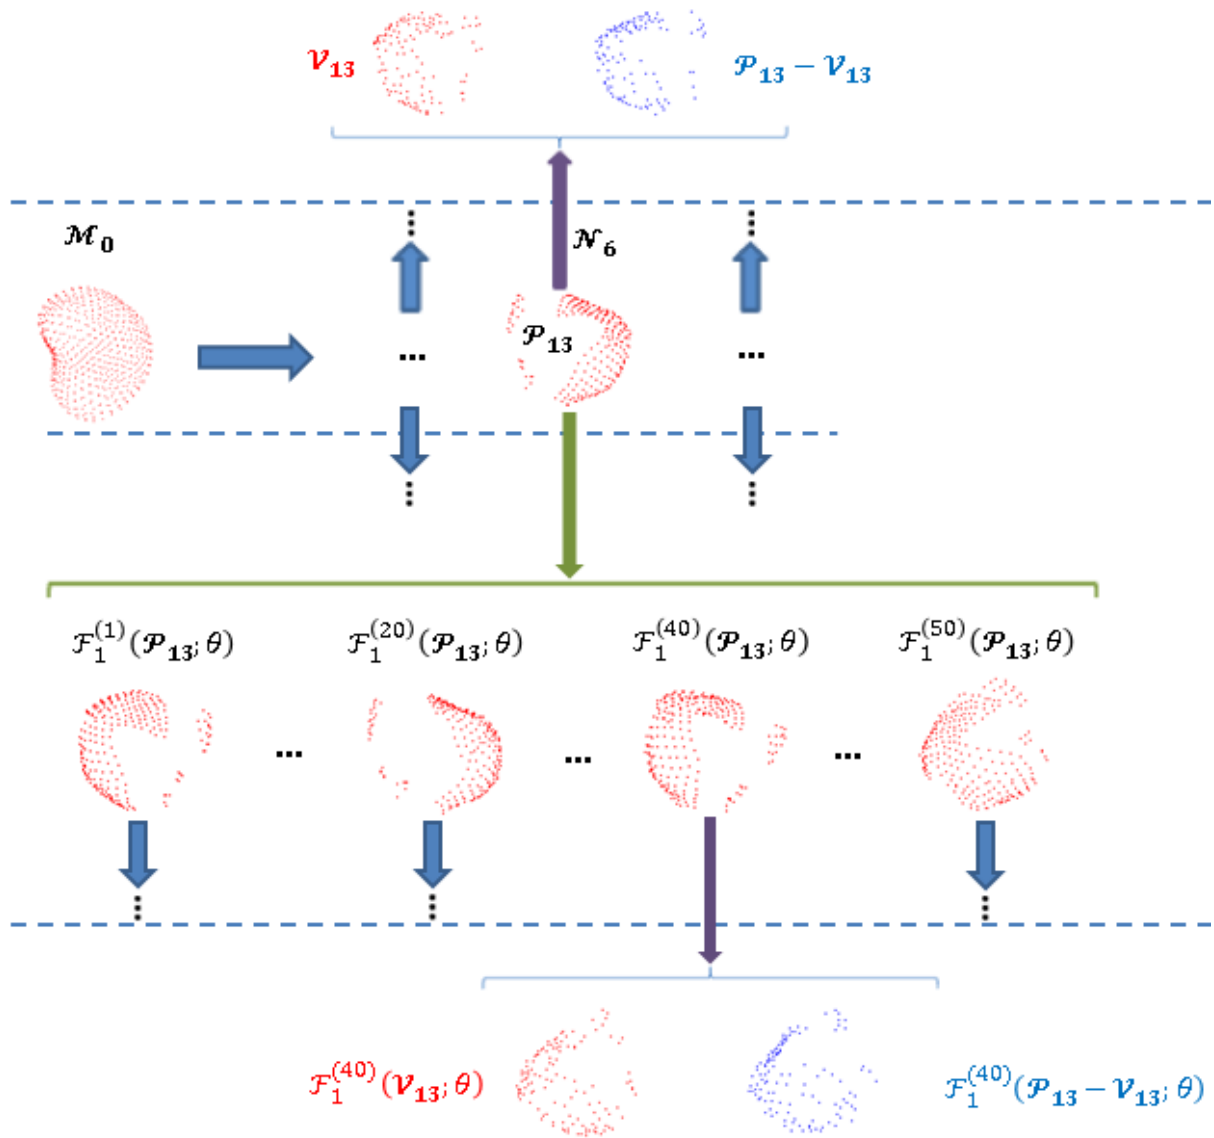 𝒱₁₃
𝒫₁₃ − 𝒱₁₃
ℳ₀
𝒩₆
𝒫₁₃
...
...
ℱ₁⁽¹⁾(𝒫₁₃; θ)
ℱ₁⁽²⁰⁾(𝒫₁₃; θ)
ℱ₁⁽⁴⁰⁾(𝒫₁₃; θ)
ℱ₁⁽⁵⁰⁾(𝒫₁₃; θ)
...
...
...
ℱ₁⁽⁴⁰⁾(𝒱₁₃; θ)
ℱ₁⁽⁴⁰⁾(𝒫₁₃ − 𝒱₁₃; θ)